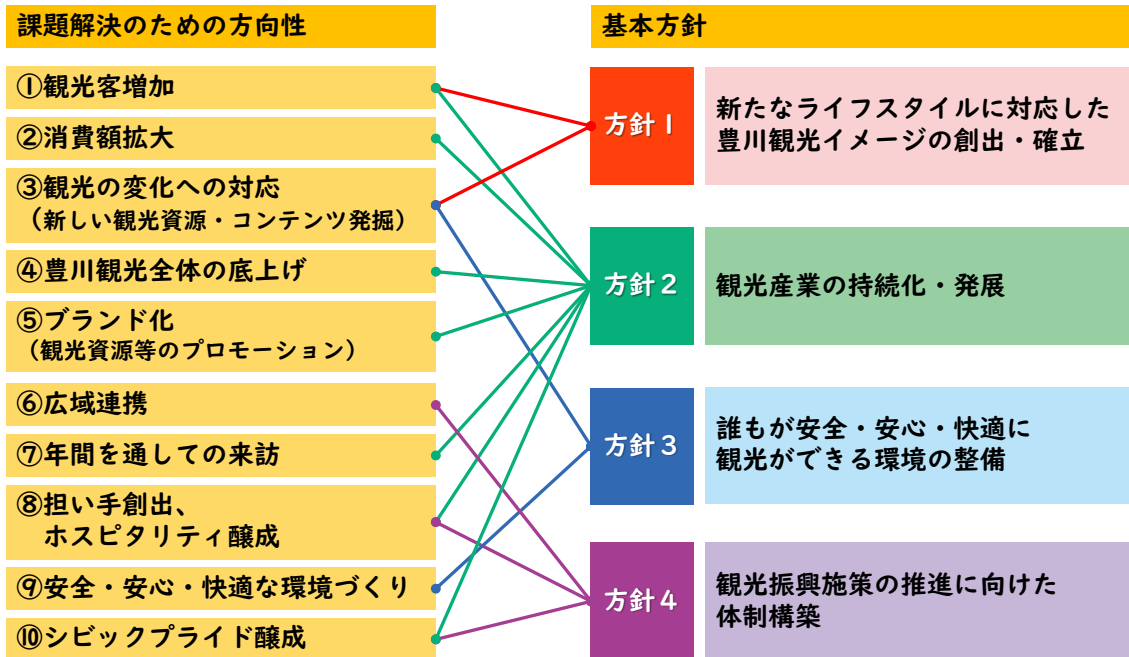 課題解決のための方向性
①観光客増加
②消費額拡大
③観光の変化への対応
（新しい観光資源・コンテンツ発掘）
④豊川観光全体の底上げ
⑤ブランド化
（観光資源等のプロモーション）
⑥広域連携
⑦年間を通しての来訪
⑧担い手創出、
ホスピタリティ醸成
⑨安全・安心・快適な環境づくり
⑩シビックプライド醸成
基本方針
方針１
新たなライフスタイルに対応した
豊川観光イメージの創出・確立
方針２
観光産業の持続化・発展
方針３
誰もが安全・安心・快適に
観光ができる環境の整備
方針４
観光振興施策の推進に向けた
体制構築